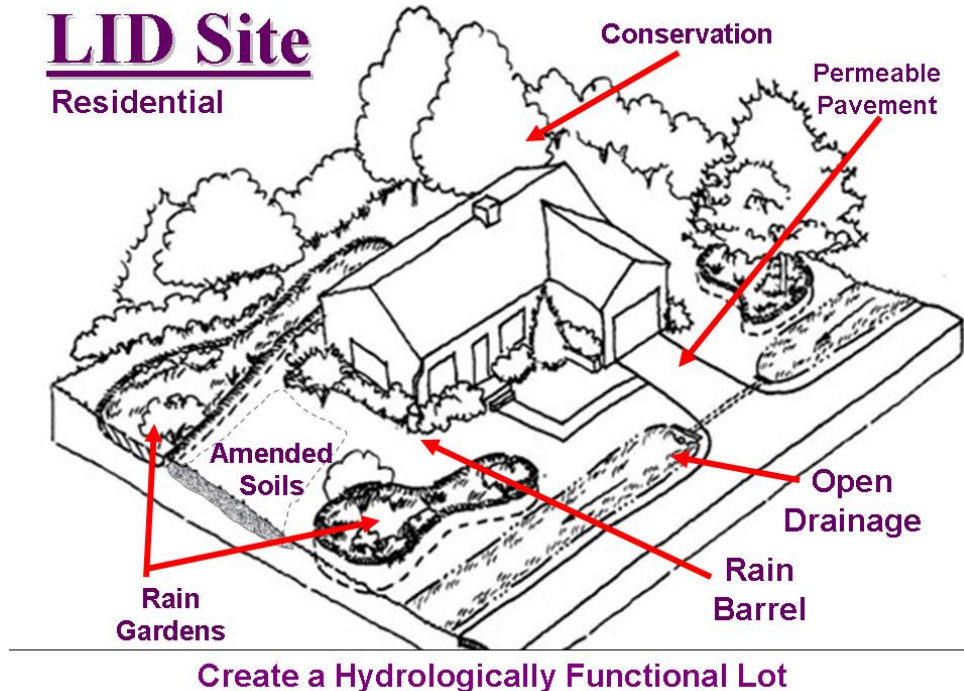 LID Site
Residential
Conservation
Permeable
Pavement
Amended
Soils
Open
Drainage
Rain
Barrel
Rain
Gardens
Create a Hydrologically Functional Lot